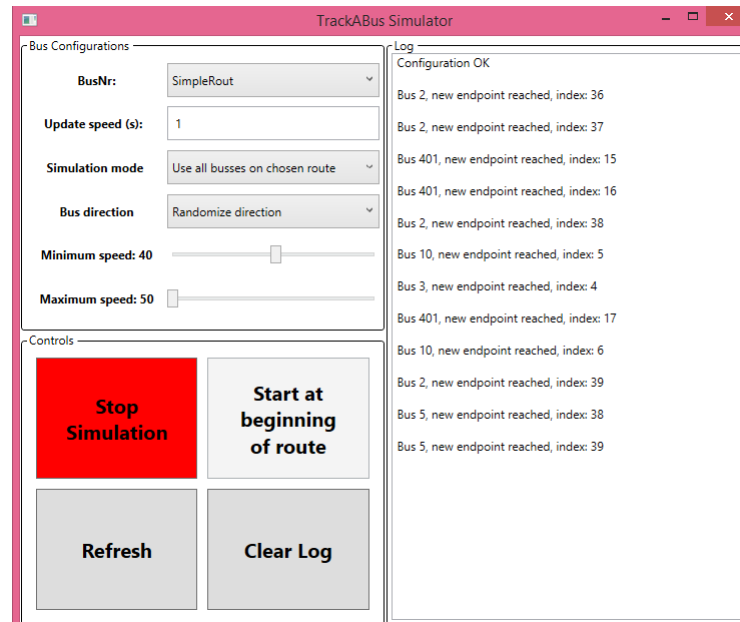 TrackABus Simulator
Bus Configurations
BusNr:
SimpleRout
Update speed (s):
1
Simulation mode
Use all busses on chosen route
Bus direction
Randomize direction
Minimum speed: 40
Maximum speed: 50
Controls
Stop
Simulation
Start at
beginning
of route
Refresh
Clear Log
Log
Configuration OK
Bus 2, new endpoint reached, index: 36
Bus 2, new endpoint reached, index: 37
Bus 401, new endpoint reached, index: 15
Bus 401, new endpoint reached, index: 16
Bus 2, new endpoint reached, index: 38
Bus 10, new endpoint reached, index: 5
Bus 3, new endpoint reached, index: 4
Bus 401, new endpoint reached, index: 17
Bus 10, new endpoint reached, index: 6
Bus 2, new endpoint reached, index: 39
Bus 5, new endpoint reached, index: 38
Bus 5, new endpoint reached, index: 39